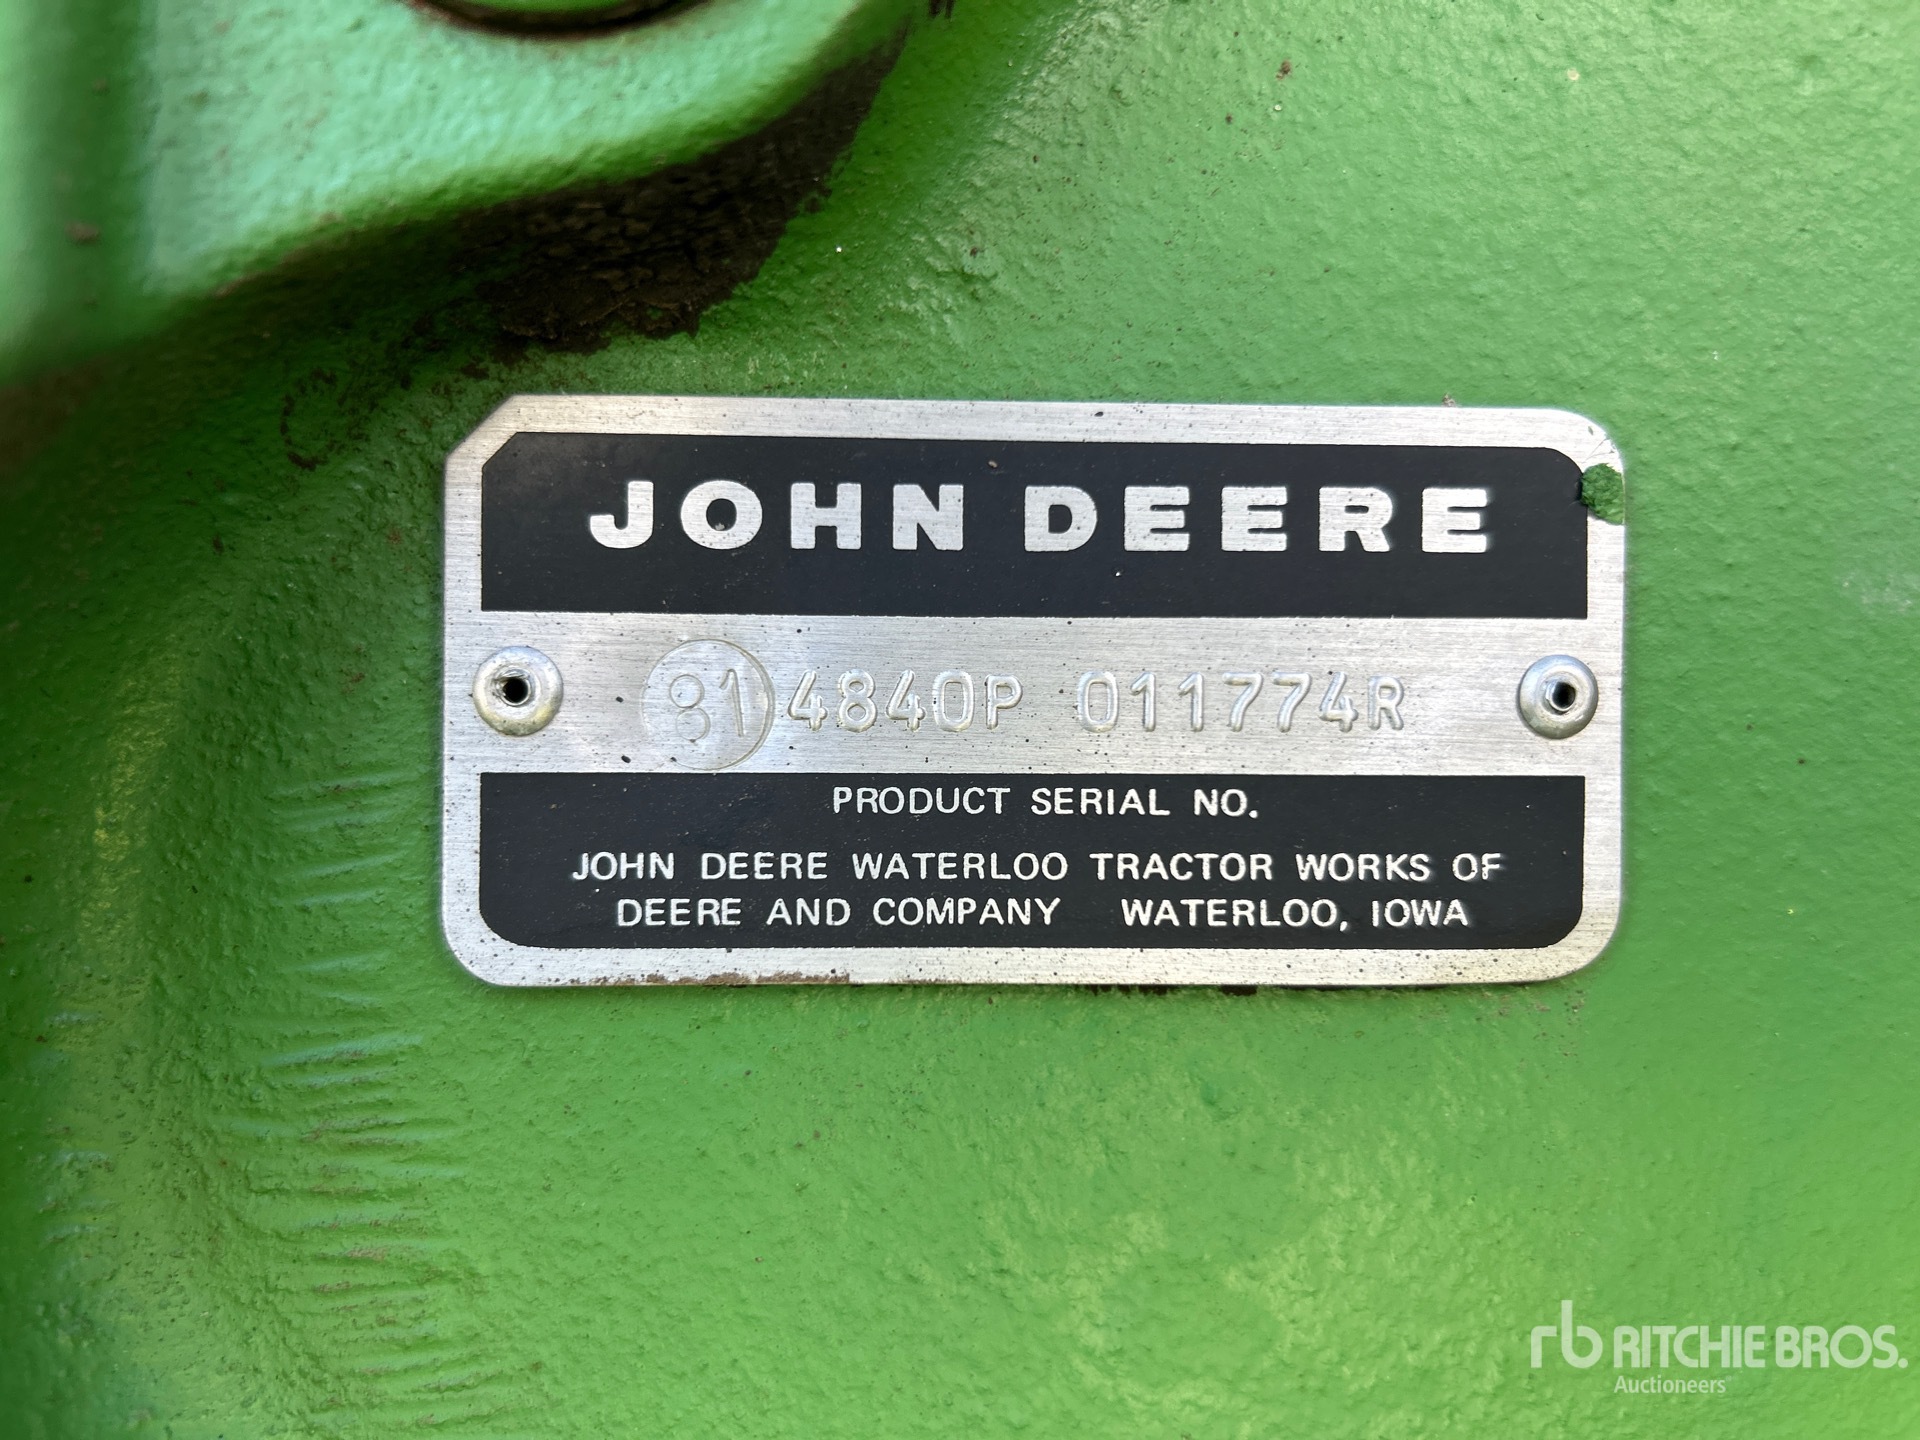 JOHN DEERE
81 4840P 011774R
PRODUCT SERIAL NO.
JOHN DEERE WATERLOO TRACTOR WORKS OF
DEERE AND COMPANY WATERLOO, IOWA
rb RITCHIE BROS.
Auctioneers